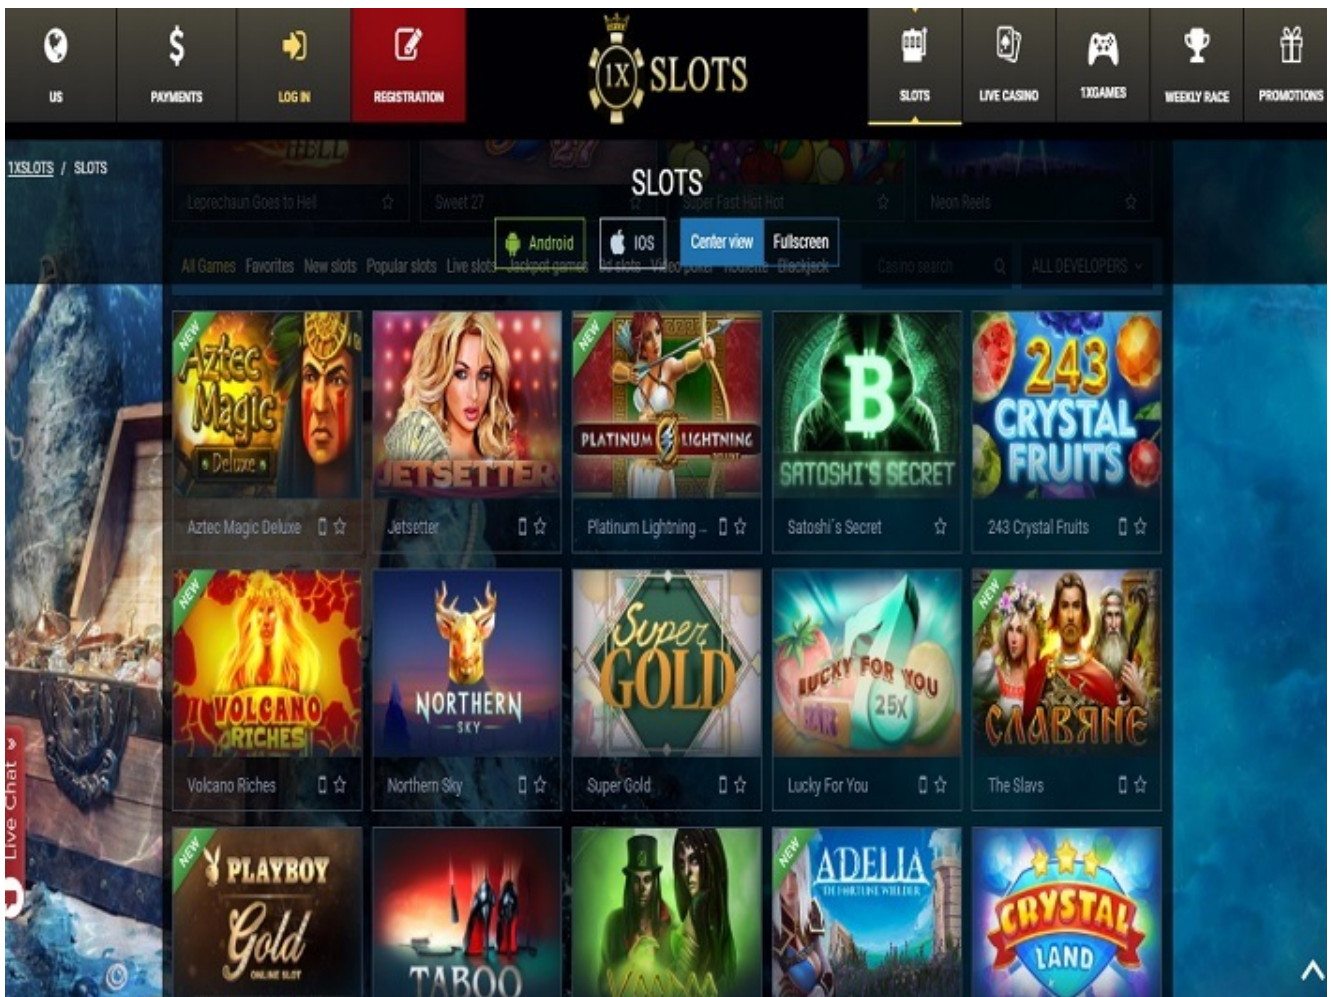 US
PAYMENTS
LOG IN
REGISTRATION
1X SLOTS
SLOTS
LIVE CASINO
1XGAMES
WEEKLY RACE
PROMOTIONS
1XSLOTS / SLOTS
HELL
27
SLOTS
Leprechaun Goes to Hell
Sweet 27
Super Fast Hot Hot
Neon Reels
Android
IOS
Center view
Fullscreen
All Games Favorites New slots Popular slots Live slots Jackpot games 3d slots Video poker Roulette Blackjack
Casino search
ALL DEVELOPERS
NEW
Aztec
Magic
Deluxe
JETSETTER
NEW
PLATINUM LIGHTNING
DELUXE
B
SATOSHI'S SECRET
243
CRYSTAL
FRUITS
Aztec Magic Deluxe
Jetsetter
Platinum Lightning ...
Satoshi´s Secret
243 Crystal Fruits
NEW
VOLCANO
RICHES
NORTHERN
SKY
Super
GOLD
LUCKY FOR YOU
BAR
25X
NEW
СЛАВЯНЕ
Volcano Riches
Northern Sky
Super Gold
Lucky For You
The Slavs
Live Chat
NEW
PLAYBOY
Gold
ONLINE SLOT
TABOO
NEW
ADELIA
THE FORTUNE WIELDER
CRYSTAL
LAND